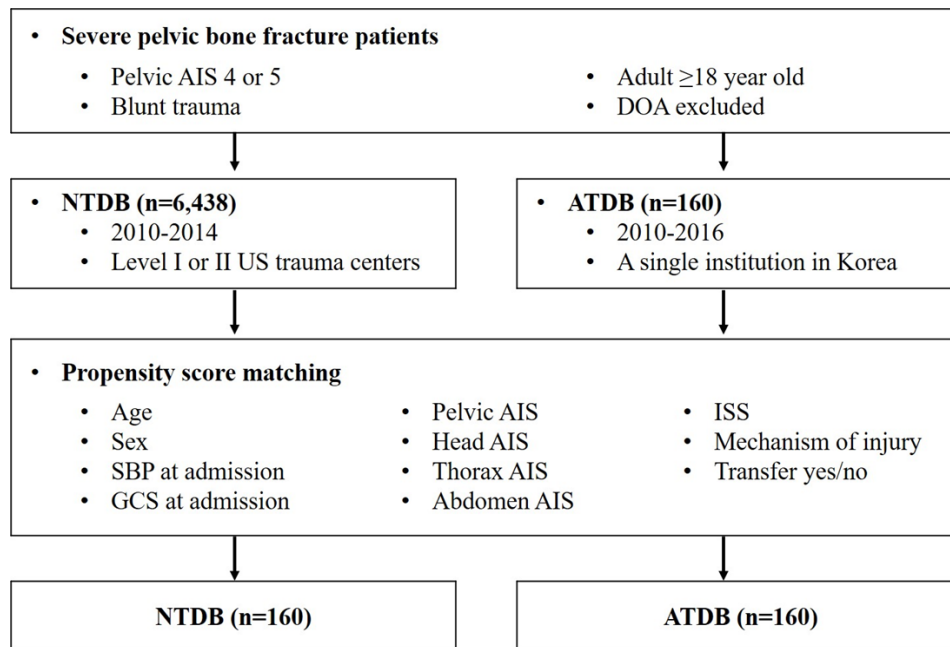 • Severe pelvic bone fracture patients
• Pelvic AIS 4 or 5
• Blunt trauma
• Adult ≥18 year old
• DOA excluded
• NTDB (n=6,438)
• 2010-2014
• Level I or II US trauma centers
• ATDB (n=160)
• 2010-2016
• A single institution in Korea
• Propensity score matching
• Age
• Sex
• SBP at admission
• GCS at admission
• Pelvic AIS
• Head AIS
• Thorax AIS
• Abdomen AIS
• ISS
• Mechanism of injury
• Transfer yes/no
NTDB (n=160)
ATDB (n=160)